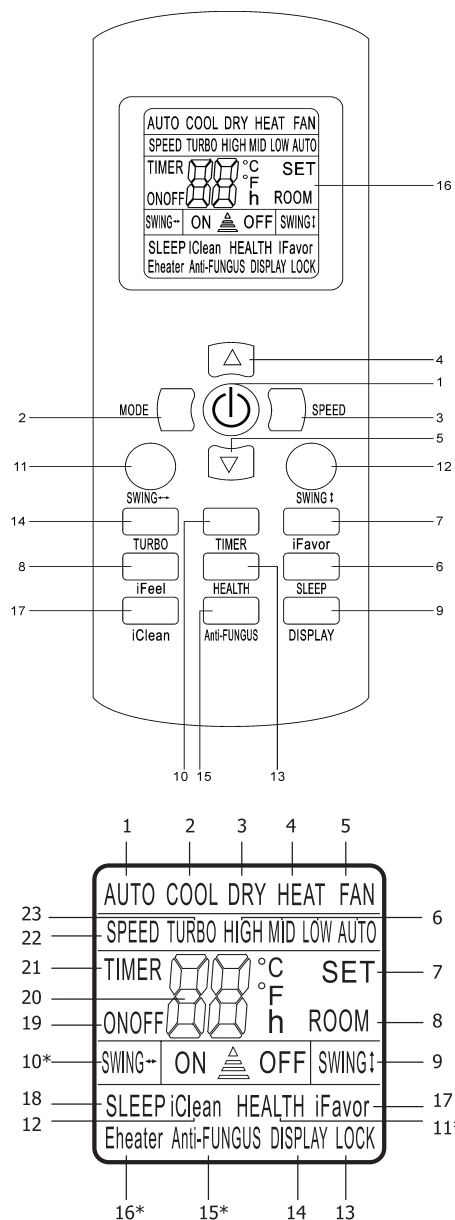 AUTO COOL DRY HEAT FAN
SPEED TURBO HIGH MID LOW AUTO
TIMER 88 °C SET
°F
ONOFF h ROOM
16
SWING↔ ON OFF SWING↕
SLEEP iClean HEALTH IFavor
Eheater Anti-FUNGUS DISPLAY LOCK
4
1
MODE SPEED
2 3
5
11 12
SWING↔ SWING↕
14 7
TURBO TIMER iFavor
8 6
iFeel HEALTH SLEEP
17 9
iClean Anti-FUNGUS DISPLAY
10 15 13
1 2 3 4 5
AUTO COOL DRY HEAT FAN
23 6
22 SPEED TURBO HIGH MID LOW AUTO
21 TIMER 88 °C SET 7
20 °F
19 ONOFF h ROOM 8
10* SWING↔ ON OFF SWING↕ 9
18 SLEEP iClean HEALTH iFavor 17
12 11*
Eheater Anti-FUNGUS DISPLAY LOCK
16* 15* 14 13